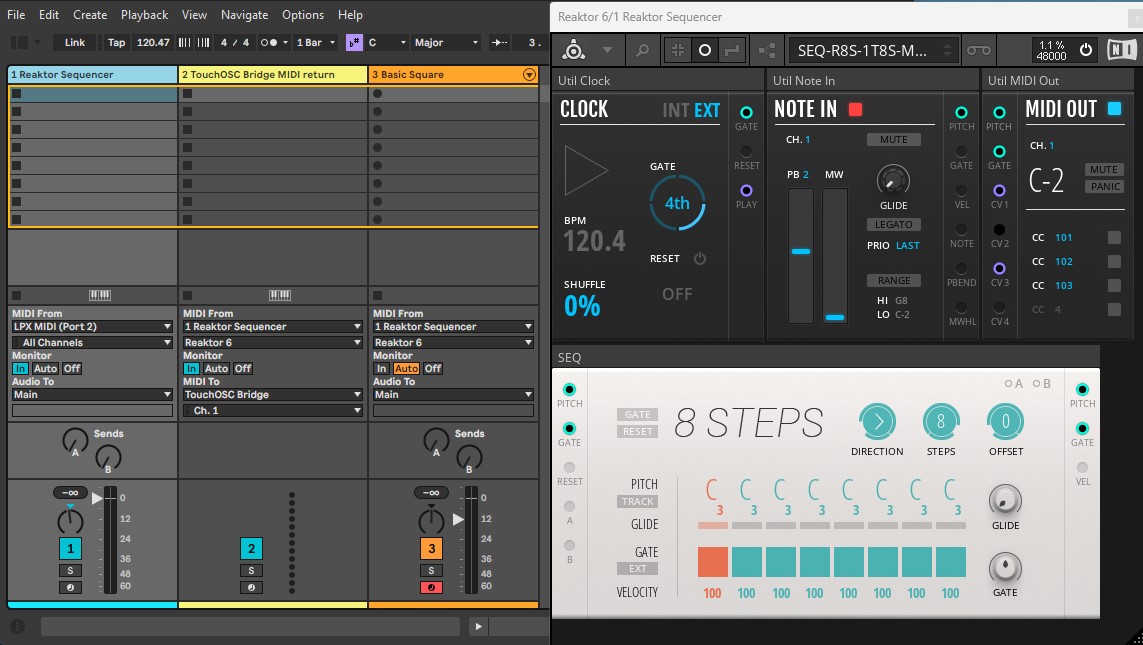 File Edit Create Playback View Navigate Options Help
Link Tap 120.47 4 / 4 1 Bar b# C Major 3 .
1 Reaktor Sequencer 2 TouchOSC Bridge MIDI return 3 Basic Square
MIDI From MIDI From MIDI From
LPX MIDI (Port 2) 1 Reaktor Sequencer 1 Reaktor Sequencer
All Channels Reaktor 6 Reaktor 6
Monitor Monitor Monitor
In Auto Off In Auto Off In Auto Off
Audio To MIDI To Audio To
Main TouchOSC Bridge Main
Ch. 1
Sends Sends
A A
B B
-∞ 0 -∞ 0
12 12
24 24
1 2 3
36 36
S S S
48 48
60 60
Reaktor 6/1 Reaktor Sequencer
SEQ-R8S-1T8S-M... 1.1 % NI
48000
Util Clock Util Note In Util MIDI Out
CLOCK INT EXT
GATE
RESET
PLAY
GATE
4th
BPM
120.4
RESET
SHUFFLE
0% OFF
NOTE IN
CH. 1 MUTE
PB 2 MW
GLIDE
LEGATO
PRIO LAST
RANGE
HI G8
LO C-2
PITCH
GATE
VEL
NOTE
PBEND
MWHL
PITCH
GATE
CV1
CV2
CV3
CV4
MIDI OUT
CH. 1
C-2 MUTE
PANIC
CC 101
CC 102
CC 103
CC 4
SEQ
A B
PITCH
GATE
RESET
A
B
GATE
RESET
8 STEPS
> 8 0
DIRECTION STEPS OFFSET
PITCH C C C C C C C C
TRACK 3 3 3 3 3 3 3 3
GLIDE
GLIDE
GATE
EXT
GATE
VELOCITY 100 100 100 100 100 100 100 100
PITCH
GATE
VEL